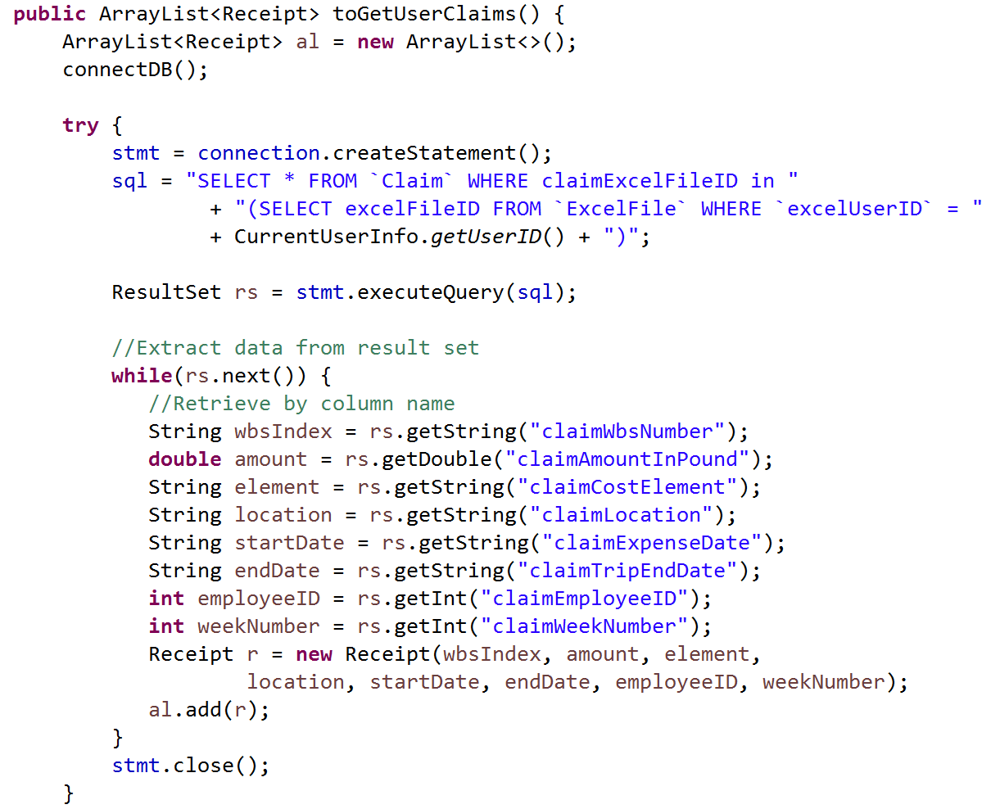 public ArrayList<Receipt> toGetUserClaims() {
    ArrayList<Receipt> al = new ArrayList<>();
    connectDB();

    try {
        stmt = connection.createStatement();
        sql = "SELECT * FROM `Claim` WHERE claimExcelFileID in "
                + "(SELECT excelFileID FROM `ExcelFile` WHERE `excelUserID` = "
                + CurrentUserInfo.getUserID() + ")";

        ResultSet rs = stmt.executeQuery(sql);

        //Extract data from result set
        while(rs.next()) {
           //Retrieve by column name
           String wbsIndex = rs.getString("claimWbsNumber");
           double amount = rs.getDouble("claimAmountInPound");
           String element = rs.getString("claimCostElement");
           String location = rs.getString("claimLocation");
           String startDate = rs.getString("claimExpenseDate");
           String endDate = rs.getString("claimTripEndDate");
           int employeeID = rs.getInt("claimEmployeeID");
           int weekNumber = rs.getInt("claimWeekNumber");
           Receipt r = new Receipt(wbsIndex, amount, element,
                   location, startDate, endDate, employeeID, weekNumber);
           al.add(r);
        }
        stmt.close();
    }